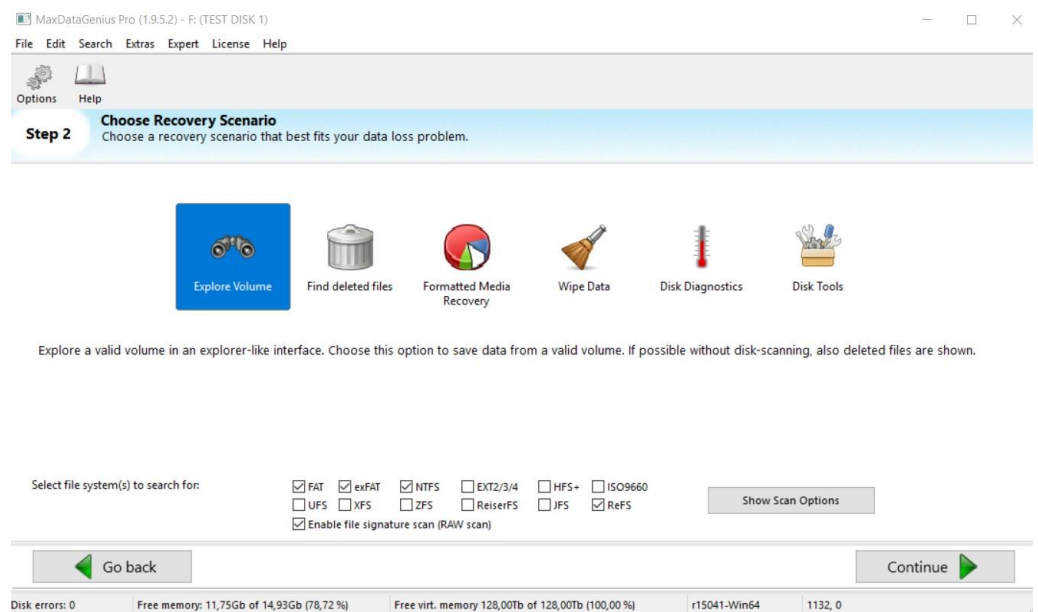 MaxDataGenius Pro (1.9.5.2) - F: (TEST DISK 1)
File Edit Search Extras Expert License Help
Options Help
Step 2
Choose Recovery Scenario
Choose a recovery scenario that best fits your data loss problem.
Explore Volume Find deleted files Formatted Media Recovery Wipe Data Disk Diagnostics Disk Tools
Explore a valid volume in an explorer-like interface. Choose this option to save data from a valid volume. If possible without disk-scanning, also deleted files are shown.
Select file system(s) to search for:
FAT exFAT NTFS EXT2/3/4 HFS+ ISO9660
UFS XFS ZFS ReiserFS JFS ReFS
Enable file signature scan (RAW scan)
Show Scan Options
Go back Continue
Disk errors: 0 Free memory: 11,75Gb of 14,93Gb (78,72 %) Free virt. memory 128,00Tb of 128,00Tb (100,00 %) r15041-Win64 1132, 0